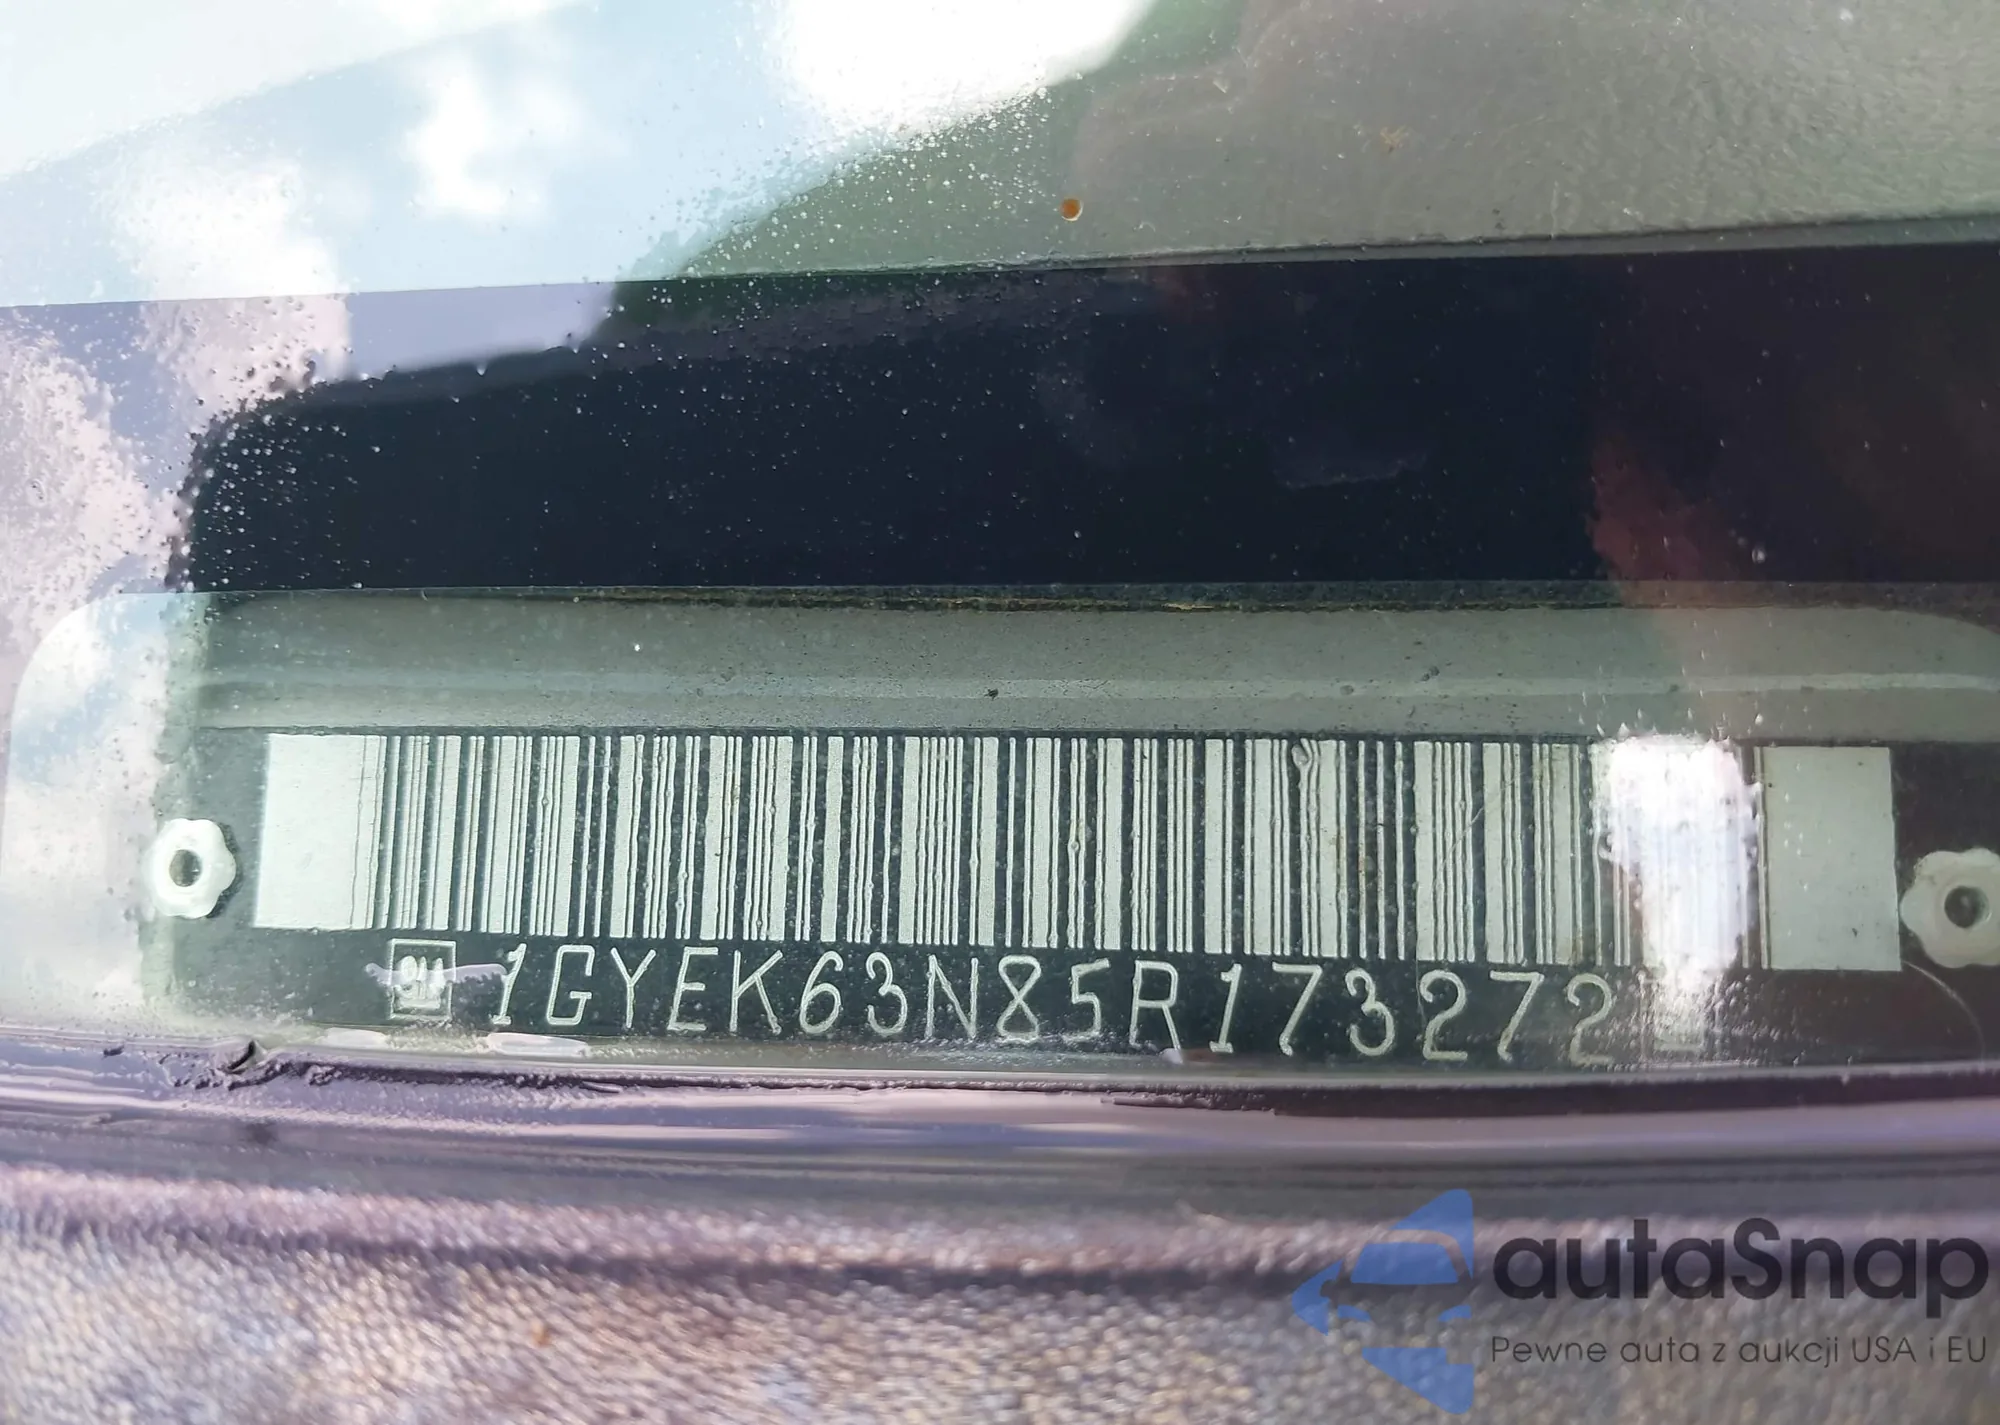 GM 1GYEK63N85R173272
autaSnap
Pewne auta z aukcji USA i EU